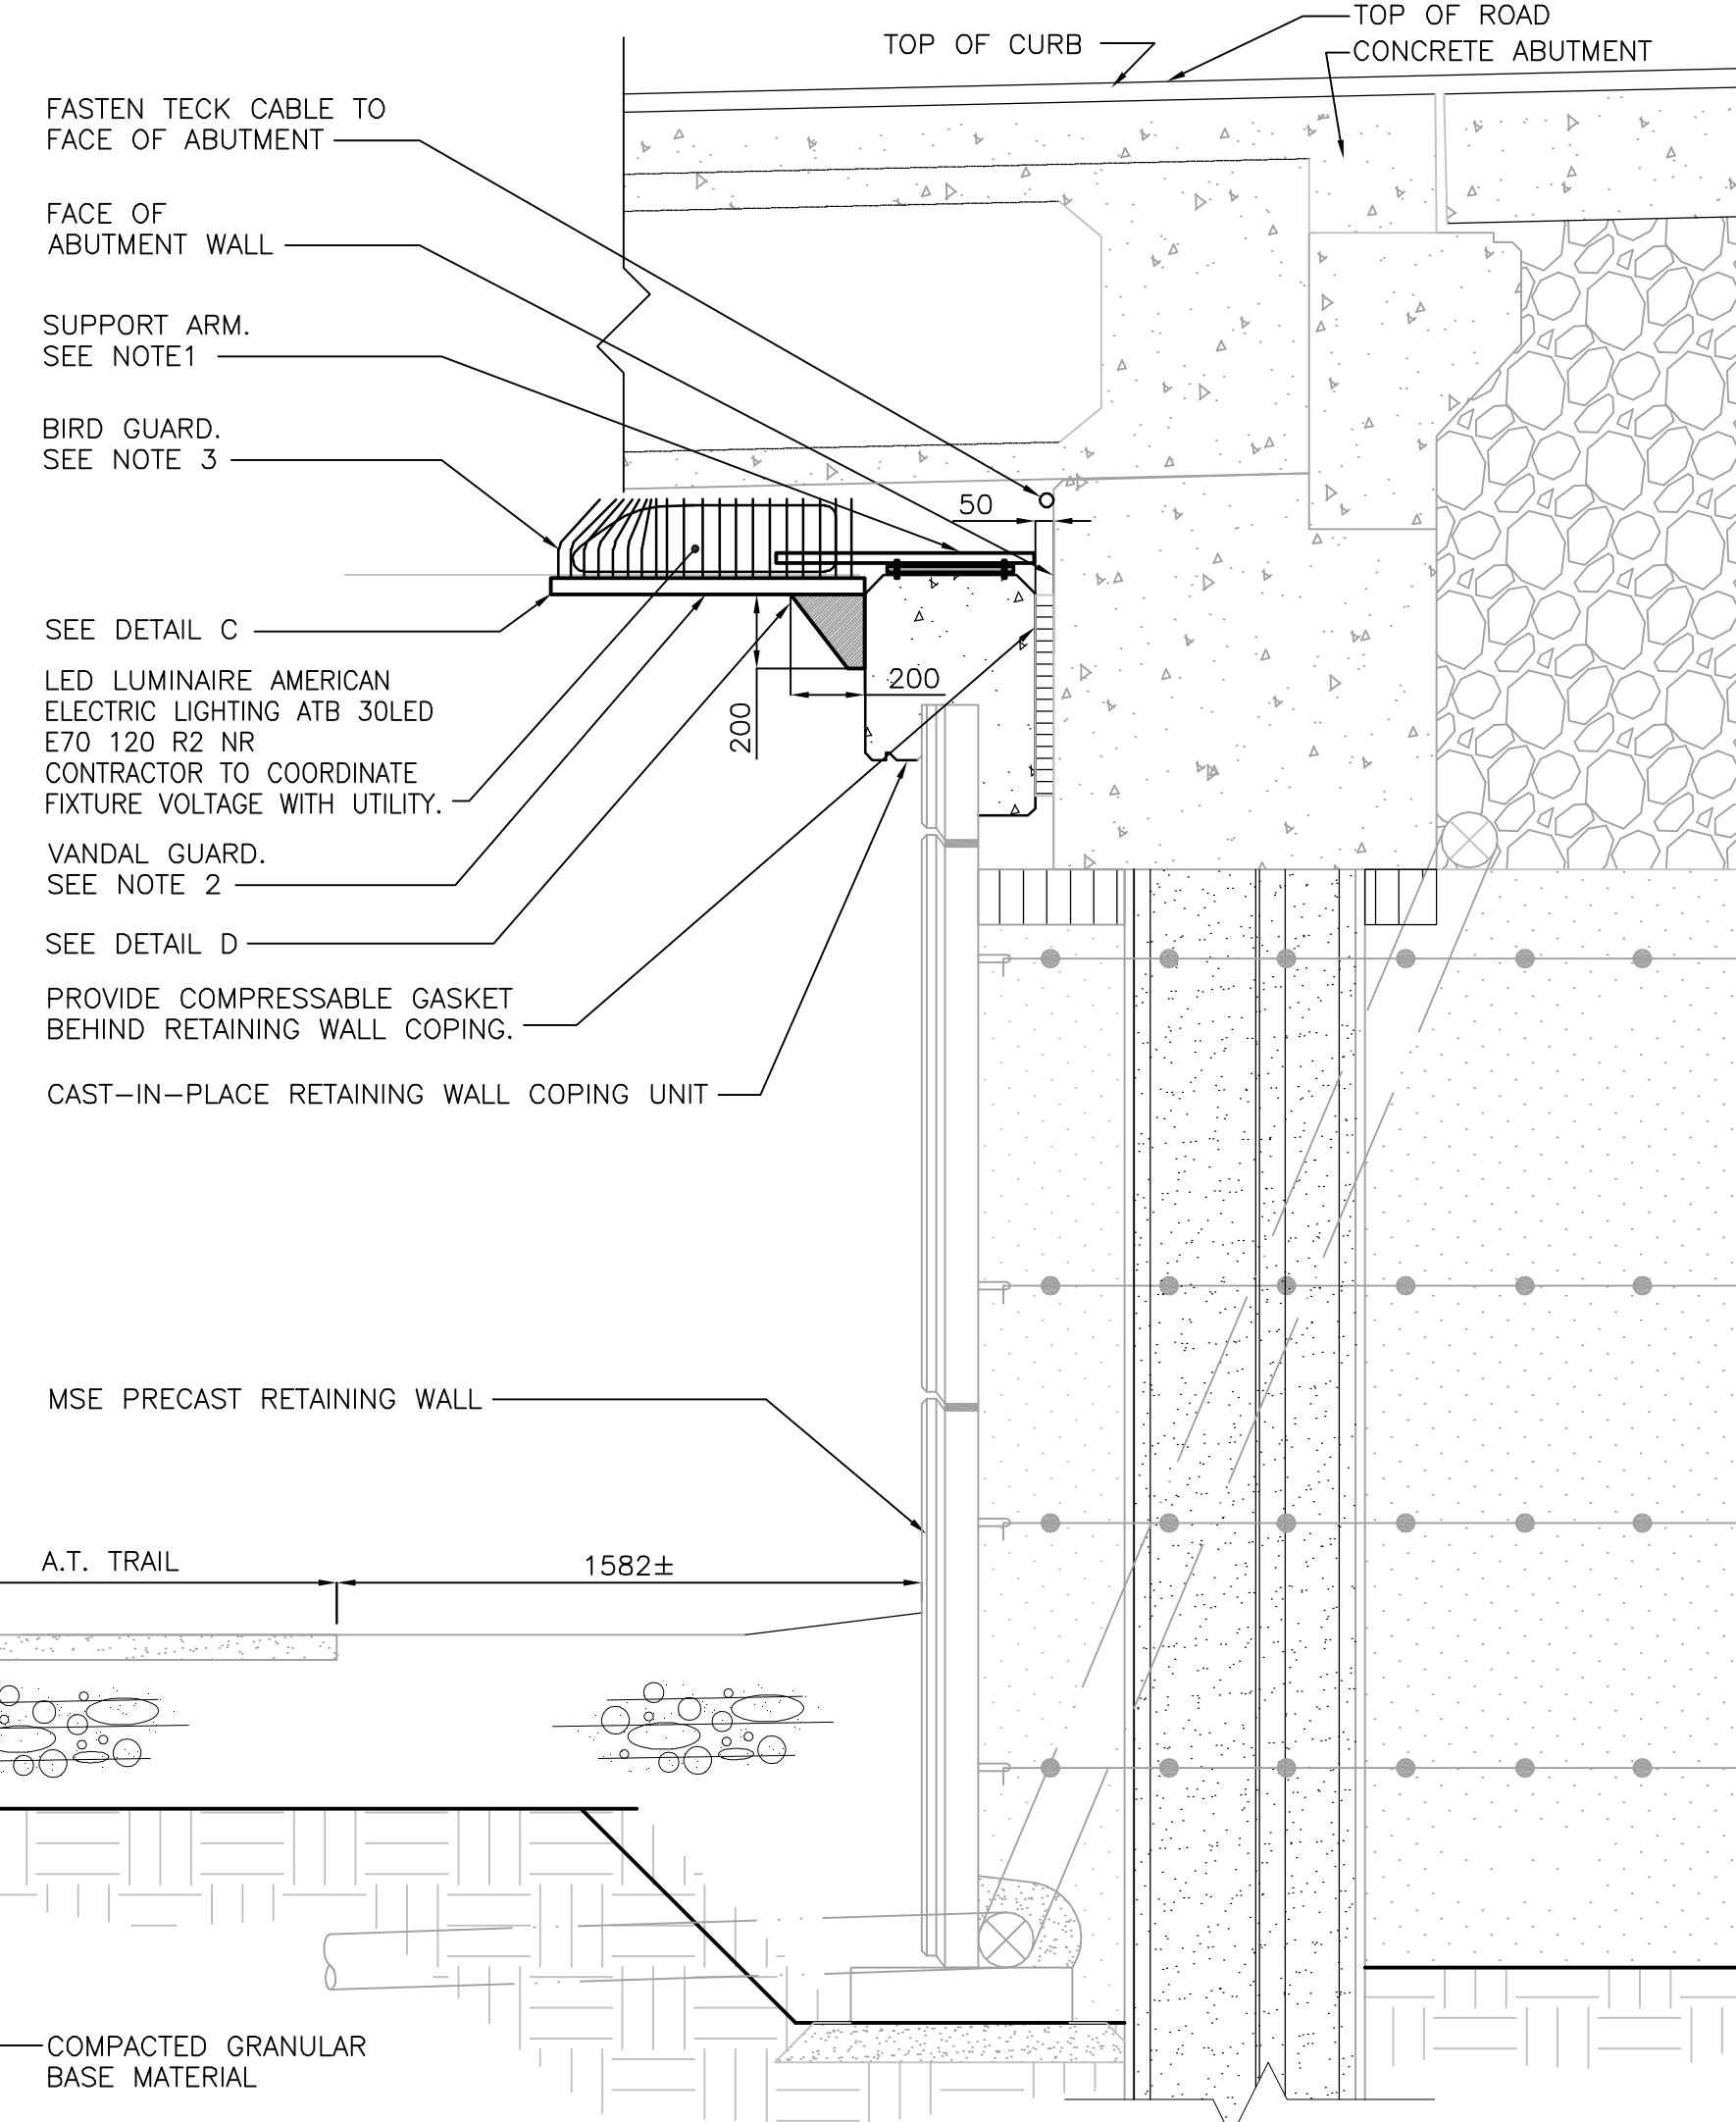 TOP OF ROAD
TOP OF CURB
CONCRETE ABUTMENT
FASTEN TECK CABLE TO
FACE OF ABUTMENT
FACE OF
ABUTMENT WALL
SUPPORT ARM.
SEE NOTE1
BIRD GUARD.
SEE NOTE 3
50
SEE DETAIL C
LED LUMINAIRE AMERICAN
ELECTRIC LIGHTING ATB 30LED
E70 120 R2 NR
CONTRACTOR TO COORDINATE
FIXTURE VOLTAGE WITH UTILITY.
200
200
VANDAL GUARD.
SEE NOTE 2
SEE DETAIL D
PROVIDE COMPRESSABLE GASKET
BEHIND RETAINING WALL COPING.
CAST-IN-PLACE RETAINING WALL COPING UNIT
MSE PRECAST RETAINING WALL
A.T. TRAIL
1582±
COMPACTED GRANULAR
BASE MATERIAL